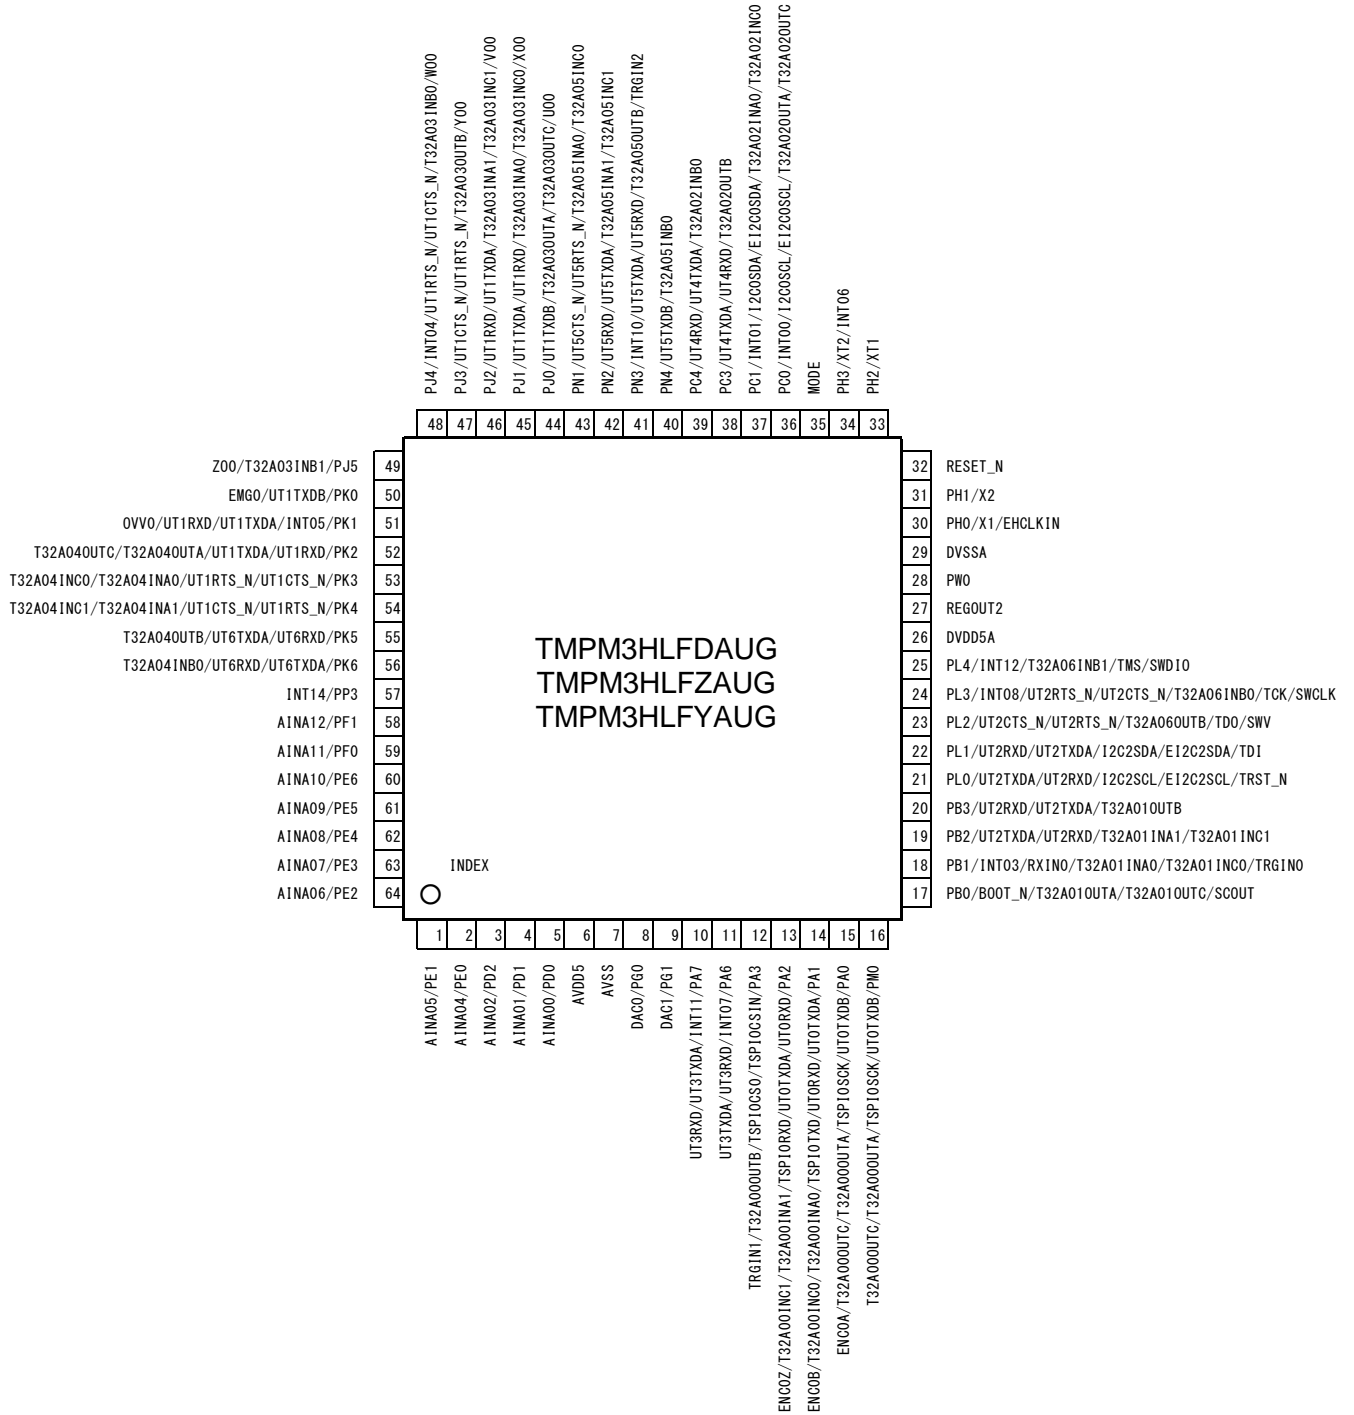 PJ4/INT04/UT1RTS_N/UT1CTS_N/T32A03INB0/WO0
PJ3/UT1CTS_N/UT1RTS_N/T32A03OUTB/YO0
PJ2/UT1RXD/UT1TXDA/T32A03INA1/T32A03INC1/VO0
PJ1/UT1TXDA/UT1RXD/T32A03INA0/T32A03INC0/XO0
PJ0/UT1TXDB/T32A03OUTA/T32A03OUTC/UO0
PN1/UT5CTS_N/UT5RTS_N/T32A05INA0/T32A05INC0
PN2/UT5RXD/UT5TXDA/T32A05INA1/T32A05INC1
PN3/INT10/UT5TXDA/UT5RXD/T32A05OUTB/TRGIN2
PN4/UT5TXDB/T32A05INB0
PC4/UT4RXD/UT4TXDA/T32A02INB0
PC3/UT4TXDA/UT4RXD/T32A02OUTB
PC1/INT01/I2C0SDA/EI2C0SDA/T32A02INA0/T32A02INC0
PC0/INT00/I2C0SCL/EI2C0SCL/T32A02OUTA/T32A02OUTC
MODE
PH3/XT2/INT06
PH2/XT1
48 47 46 45 44 43 42 41 40 39 38 37 36 35 34 33
ZO0/T32A03INB1/PJ5 49
EMG0/UT1TXDB/PK0 50
OVV0/UT1RXD/UT1TXDA/INT05/PK1 51
T32A04OUTC/T32A04OUTA/UT1TXDA/UT1RXD/PK2 52
T32A04INC0/T32A04INA0/UT1RTS_N/UT1CTS_N/PK3 53
T32A04INC1/T32A04INA1/UT1CTS_N/UT1RTS_N/PK4 54
T32A04OUTB/UT6TXDA/UT6RXD/PK5 55
T32A04INB0/UT6RXD/UT6TXDA/PK6 56
INT14/PP3 57
AINA12/PF1 58
AINA11/PF0 59
AINA10/PE6 60
AINA09/PE5 61
AINA08/PE4 62
AINA07/PE3 63
AINA06/PE2 64
TMPM3HLFDAUG
TMPM3HLFZAUG
TMPM3HLFYAUG
INDEX
32 RESET_N
31 PH1/X2
30 PH0/X1/EHCLKIN
29 DVSSA
28 PW0
27 REGOUT2
26 DVDD5A
25 PL4/INT12/T32A06INB1/TMS/SWDIO
24 PL3/INT08/UT2RTS_N/UT2CTS_N/T32A06INB0/TCK/SWCLK
23 PL2/UT2CTS_N/UT2RTS_N/T32A06OUTB/TDO/SWV
22 PL1/UT2RXD/UT2TXDA/I2C2SDA/EI2C2SDA/TDI
21 PL0/UT2TXDA/UT2RXD/I2C2SCL/EI2C2SCL/TRST_N
20 PB3/UT2RXD/UT2TXDA/T32A01OUTB
19 PB2/UT2TXDA/UT2RXD/T32A01INA1/T32A01INC1
18 PB1/INT03/RXIN0/T32A01INA0/T32A01INC0/TRGIN0
17 PB0/BOOT_N/T32A01OUTA/T32A01OUTC/SCOUT
1 2 3 4 5 6 7 8 9 10 11 12 13 14 15 16
AINA05/PE1
AINA04/PE0
AINA02/PD2
AINA01/PD1
AINA00/PD0
AVDD5
AVSS
DAC0/PG0
DAC1/PG1
UT3RXD/UT3TXDA/INT11/PA7
UT3TXDA/UT3RXD/INT07/PA6
TRGIN1/T32A00OUTB/TSPI0CS0/TSPI0CSIN/PA3
ENC0Z/T32A00INC1/T32A00INA1/TSPI0RXD/UT0TXDA/UT0RXD/PA2
ENC0B/T32A00INC0/T32A00INA0/TSPI0TXD/UT0RXD/UT0TXDA/PA1
ENC0A/T32A00OUTC/T32A00OUTA/TSPI0SCK/UT0TXDB/PA0
T32A00OUTC/T32A00OUTA/TSPI0SCK/UT0TXDB/PM0